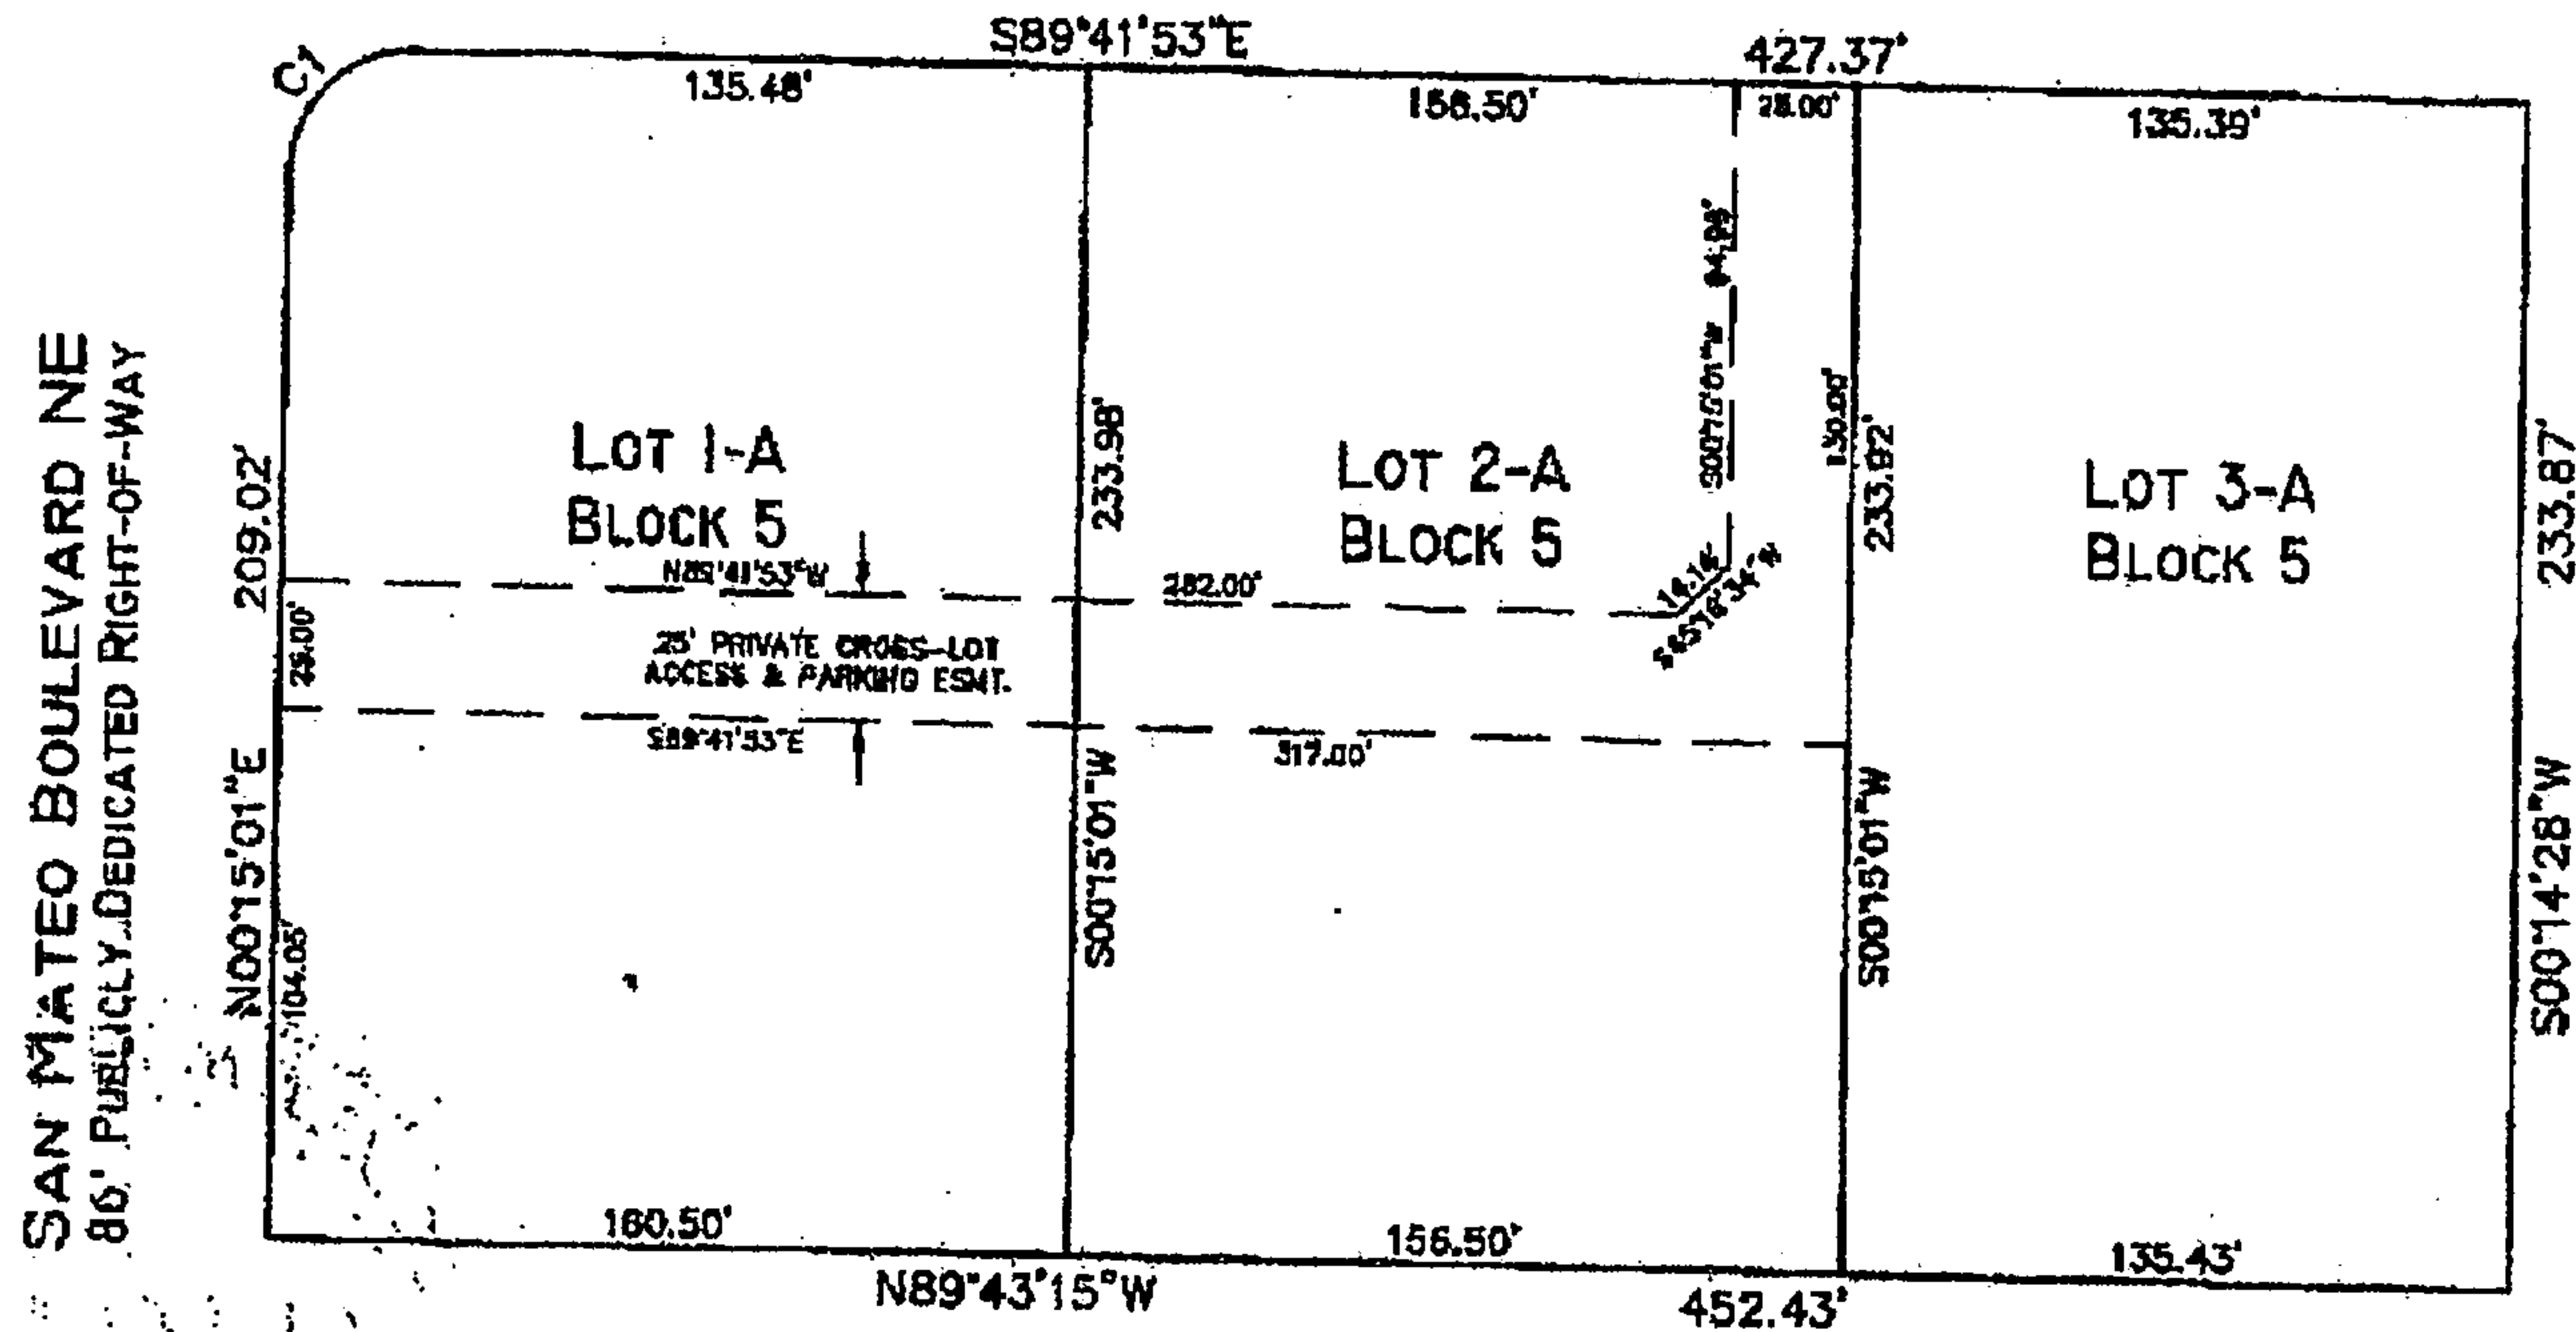 S89°41'53"E
427.37'
C1
135.48'
156.50'
25.00'
135.39'
130.00'
SAN MATEO BOULEVARD NE
86' PUBLICLY DEDICATED RIGHT-OF-WAY
209.02'
N00°15'01"E
25.00'
104.05'
LOT 1-A
BLOCK 5
233.98'
S00°15'01"W
LOT 2-A
BLOCK 5
233.92'
S00°15'01"W
LOT 3-A
BLOCK 5
233.87'
S00°14'28"W
N89°41'53"W
282.00'
14.14'
25' PRIVATE CROSS-LOT
ACCESS & PARKING ESMT.
S89°41'53"E
317.00'
160.50'
156.50'
135.43'
N89°43'15"W
452.43'